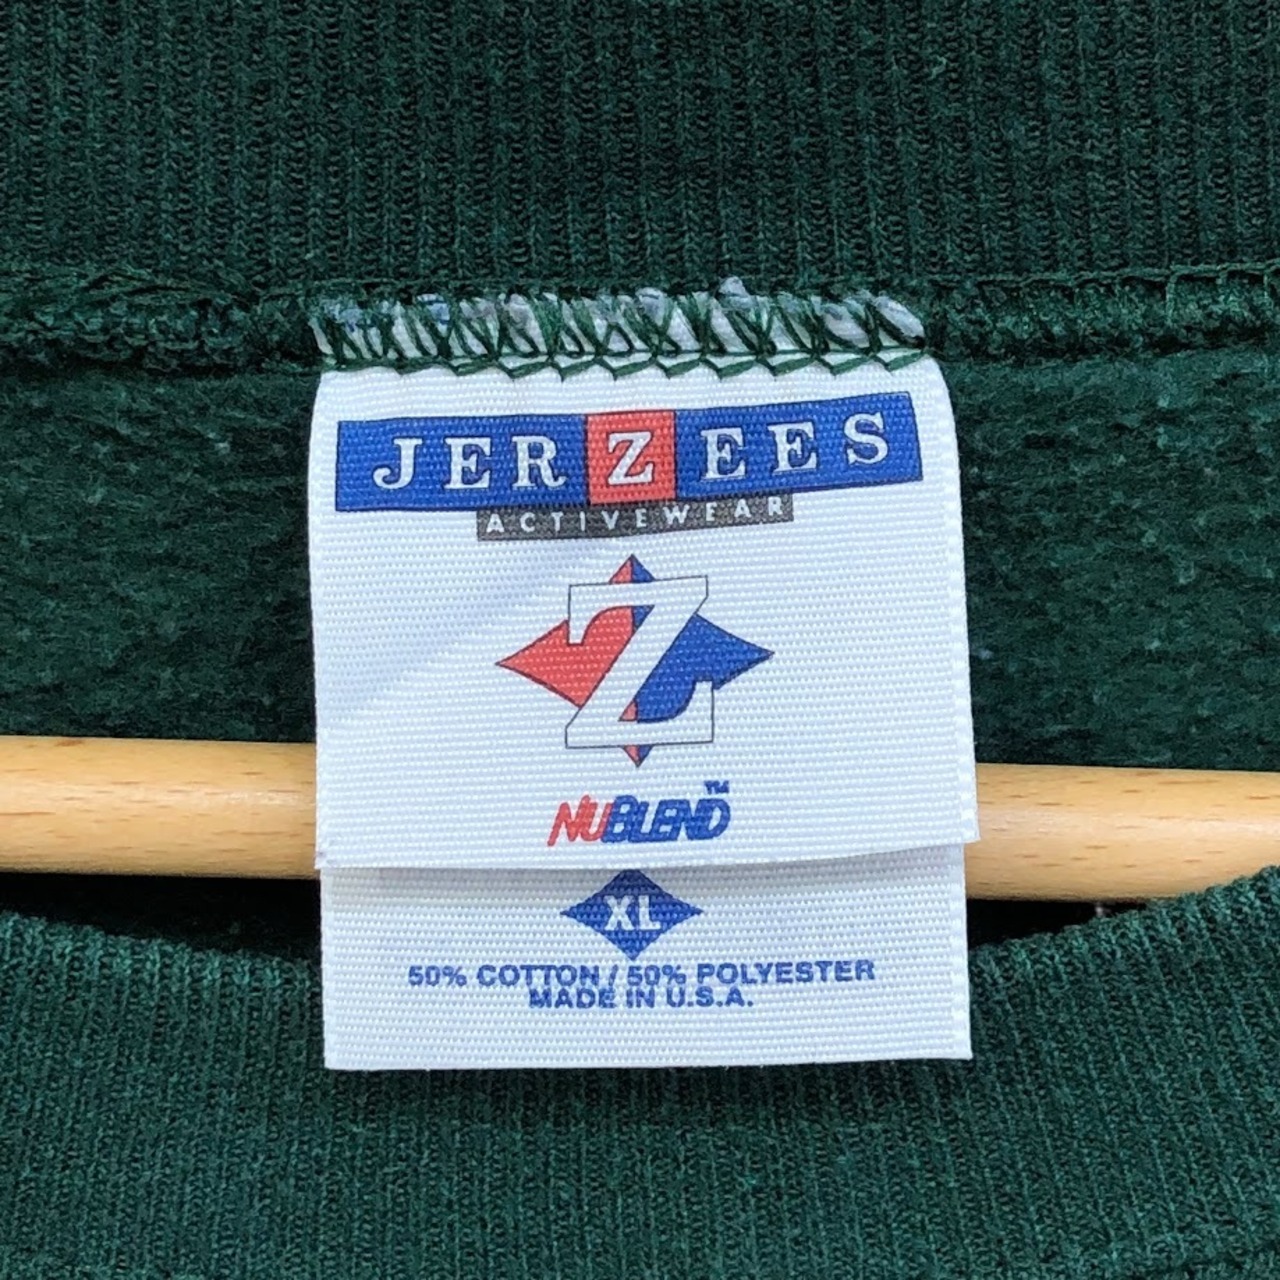 JERZEES
ACTIVEWEAR
Z
NUBLEND™
XL
50% COTTON / 50% POLYESTER
MADE IN U.S.A.